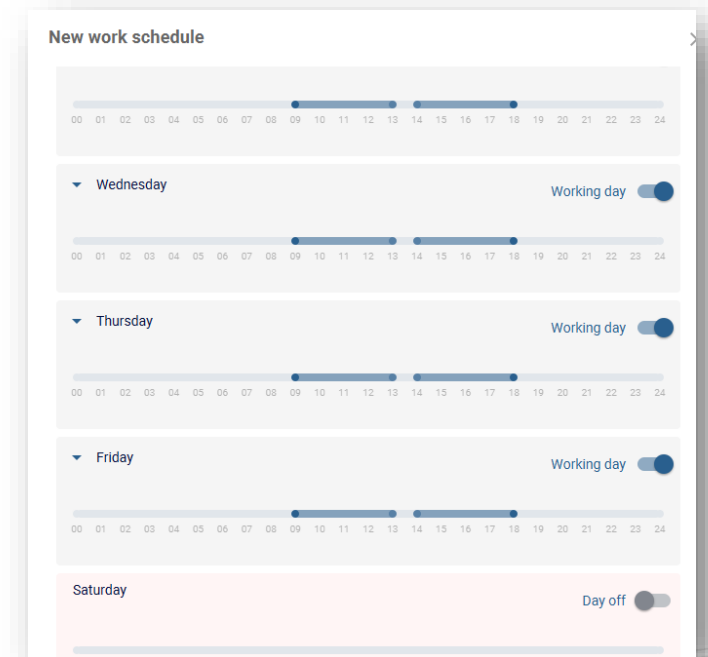 New work schedule
00 01 02 03 04 05 06 07 08 09 10 11 12 13 14 15 16 17 18 19 20 21 22 23 24
Wednesday
Working day
00 01 02 03 04 05 06 07 08 09 10 11 12 13 14 15 16 17 18 19 20 21 22 23 24
Thursday
Working day
00 01 02 03 04 05 06 07 08 09 10 11 12 13 14 15 16 17 18 19 20 21 22 23 24
Friday
Working day
00 01 02 03 04 05 06 07 08 09 10 11 12 13 14 15 16 17 18 19 20 21 22 23 24
Saturday
Day off